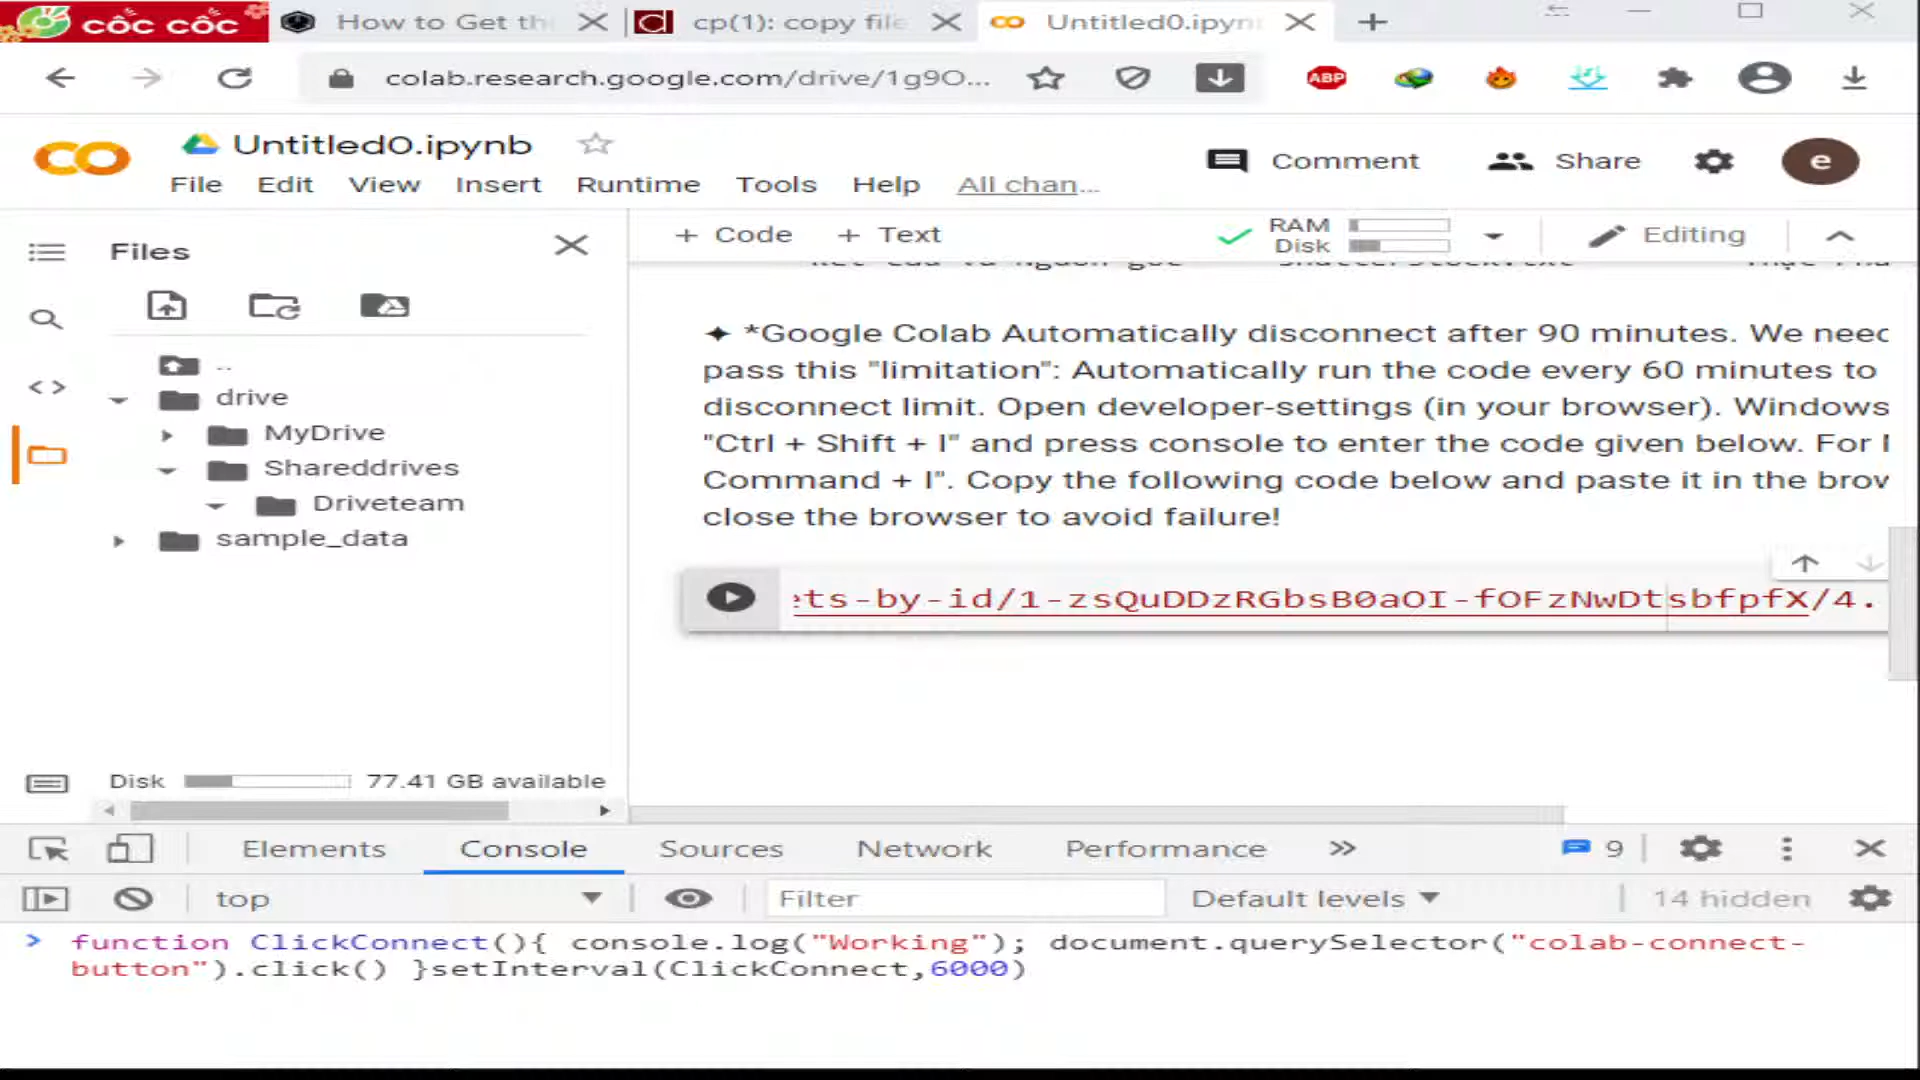 cốc cốc
How to Get th
cp(1): copy file
Untitled0.ipyn
colab.research.google.com/drive/1g9O...
ABP
CO
Untitled0.ipynb
Comment
Share
e
File Edit View Insert Runtime Tools Help All chan...
Files
+ Code + Text
RAM
Disk
Editing
..
drive
MyDrive
Shareddrives
Driveteam
sample_data
✦ *Google Colab Automatically disconnect after 90 minutes. We need
pass this "limitation": Automatically run the code every 60 minutes to
disconnect limit. Open developer-settings (in your browser). Windows
"Ctrl + Shift + I" and press console to enter the code given below. For
Command + I". Copy the following code below and paste it in the
close the browser to avoid failure!
ts-by-id/1-zsQuDDzRGbsB0aOI-fOFzNwDtsbfpfX/4.
Disk 77.41 GB available
Elements Console Sources Network Performance » 9
top Filter Default levels 14 hidden
> function ClickConnect(){ console.log("Working"); document.querySelector("colab-connect-
button").click() }setInterval(ClickConnect,6000)